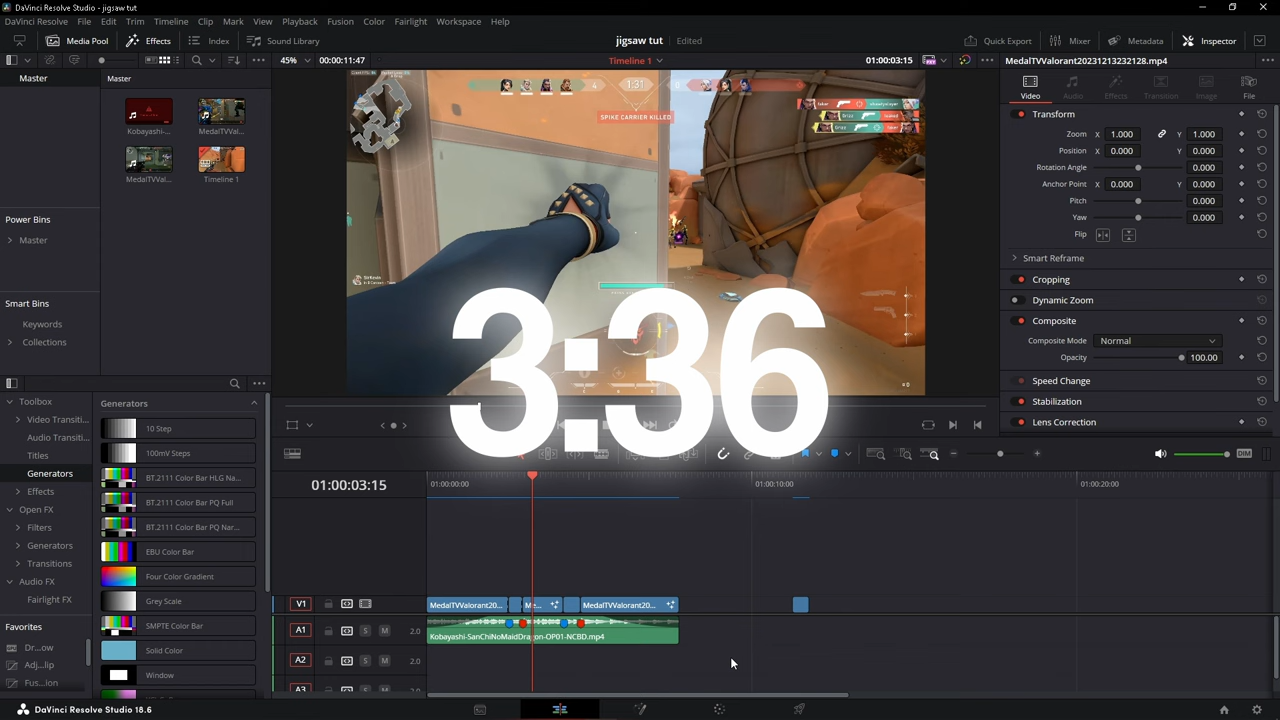 DaVinci Resolve Studio - jigsaw tut
DaVinci Resolve File Edit Trim Timeline Clip Mark View Playback Fusion Color Fairlight Workspace Help
Media Pool Effects Index Sound Library jigsaw tut Edited Quick Export Mixer Metadata Inspector
Master 45% 00:00:11:47 Timeline 1 01:00:03:15 MedalTVValorant20231213232128.mp4
Master
Kobayashi-... MedalTVVal...
MedalTVVal... Timeline 1
Power Bins
Master
Smart Bins
Keywords
Collections
4 1:31 0
SPIKE CARRIER KILLED
3:36
Video Audio Effects Transition Image File
Transform
Zoom X 1.000 Y 1.000
Position X 0.000 Y 0.000
Rotation Angle 0.000
Anchor Point X 0.000 Y 0.000
Pitch 0.000
Yaw 0.000
Flip
Smart Reframe
Cropping
Dynamic Zoom
Composite
Composite Mode Normal
Opacity 100.00
Speed Change
Stabilization
Lens Correction
Toolbox
Video Transiti...
Audio Transiti...
Titles
Generators
Effects
Open FX
Filters
Generators
Transitions
Audio FX
Fairlight FX
Favorites
Dr...ow
Adj...lip
Fus...ion
Generators
10 Step
100mV Steps
BT.2111 Color Bar HLG Na...
BT.2111 Color Bar PQ Full
BT.2111 Color Bar PQ Nar...
EBU Color Bar
Four Color Gradient
Grey Scale
SMPTE Color Bar
Solid Color
Window
DIM
01:00:03:15 01:00:00:00 01:00:10:00 01:00:20:00
V1 MedalTVValorant20... Me... MedalTVValorant20...
A1 S M 2.0
Kobayashi-SanChiNoMaidDragon-OP01-NCBD.mp4
A2 S M 2.0
A3 S M 2.0
DaVinci Resolve Studio 18.6